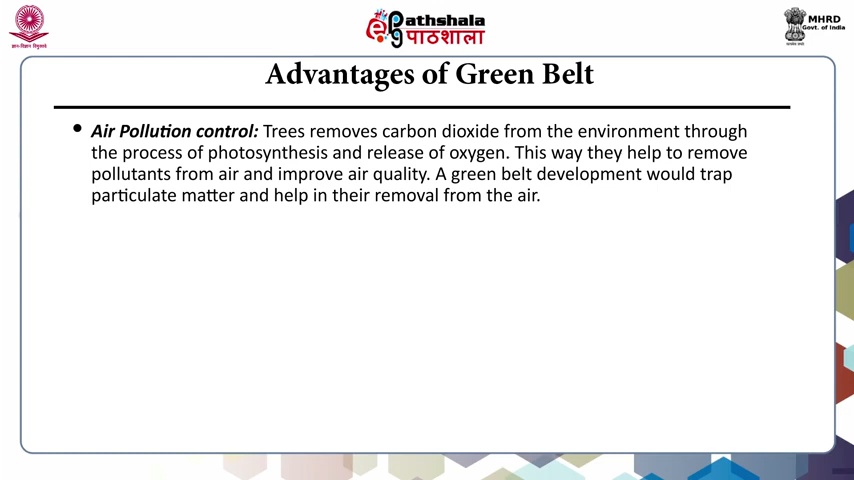 ज्ञान-विज्ञान विमुक्तये
ePathshala
पाठशाला
MHRD
Govt. of India
Advantages of Green Belt
• Air Pollution control: Trees removes carbon dioxide from the environment through
the process of photosynthesis and release of oxygen. This way they help to remove
pollutants from air and improve air quality. A green belt development would trap
particulate matter and help in their removal from the air.